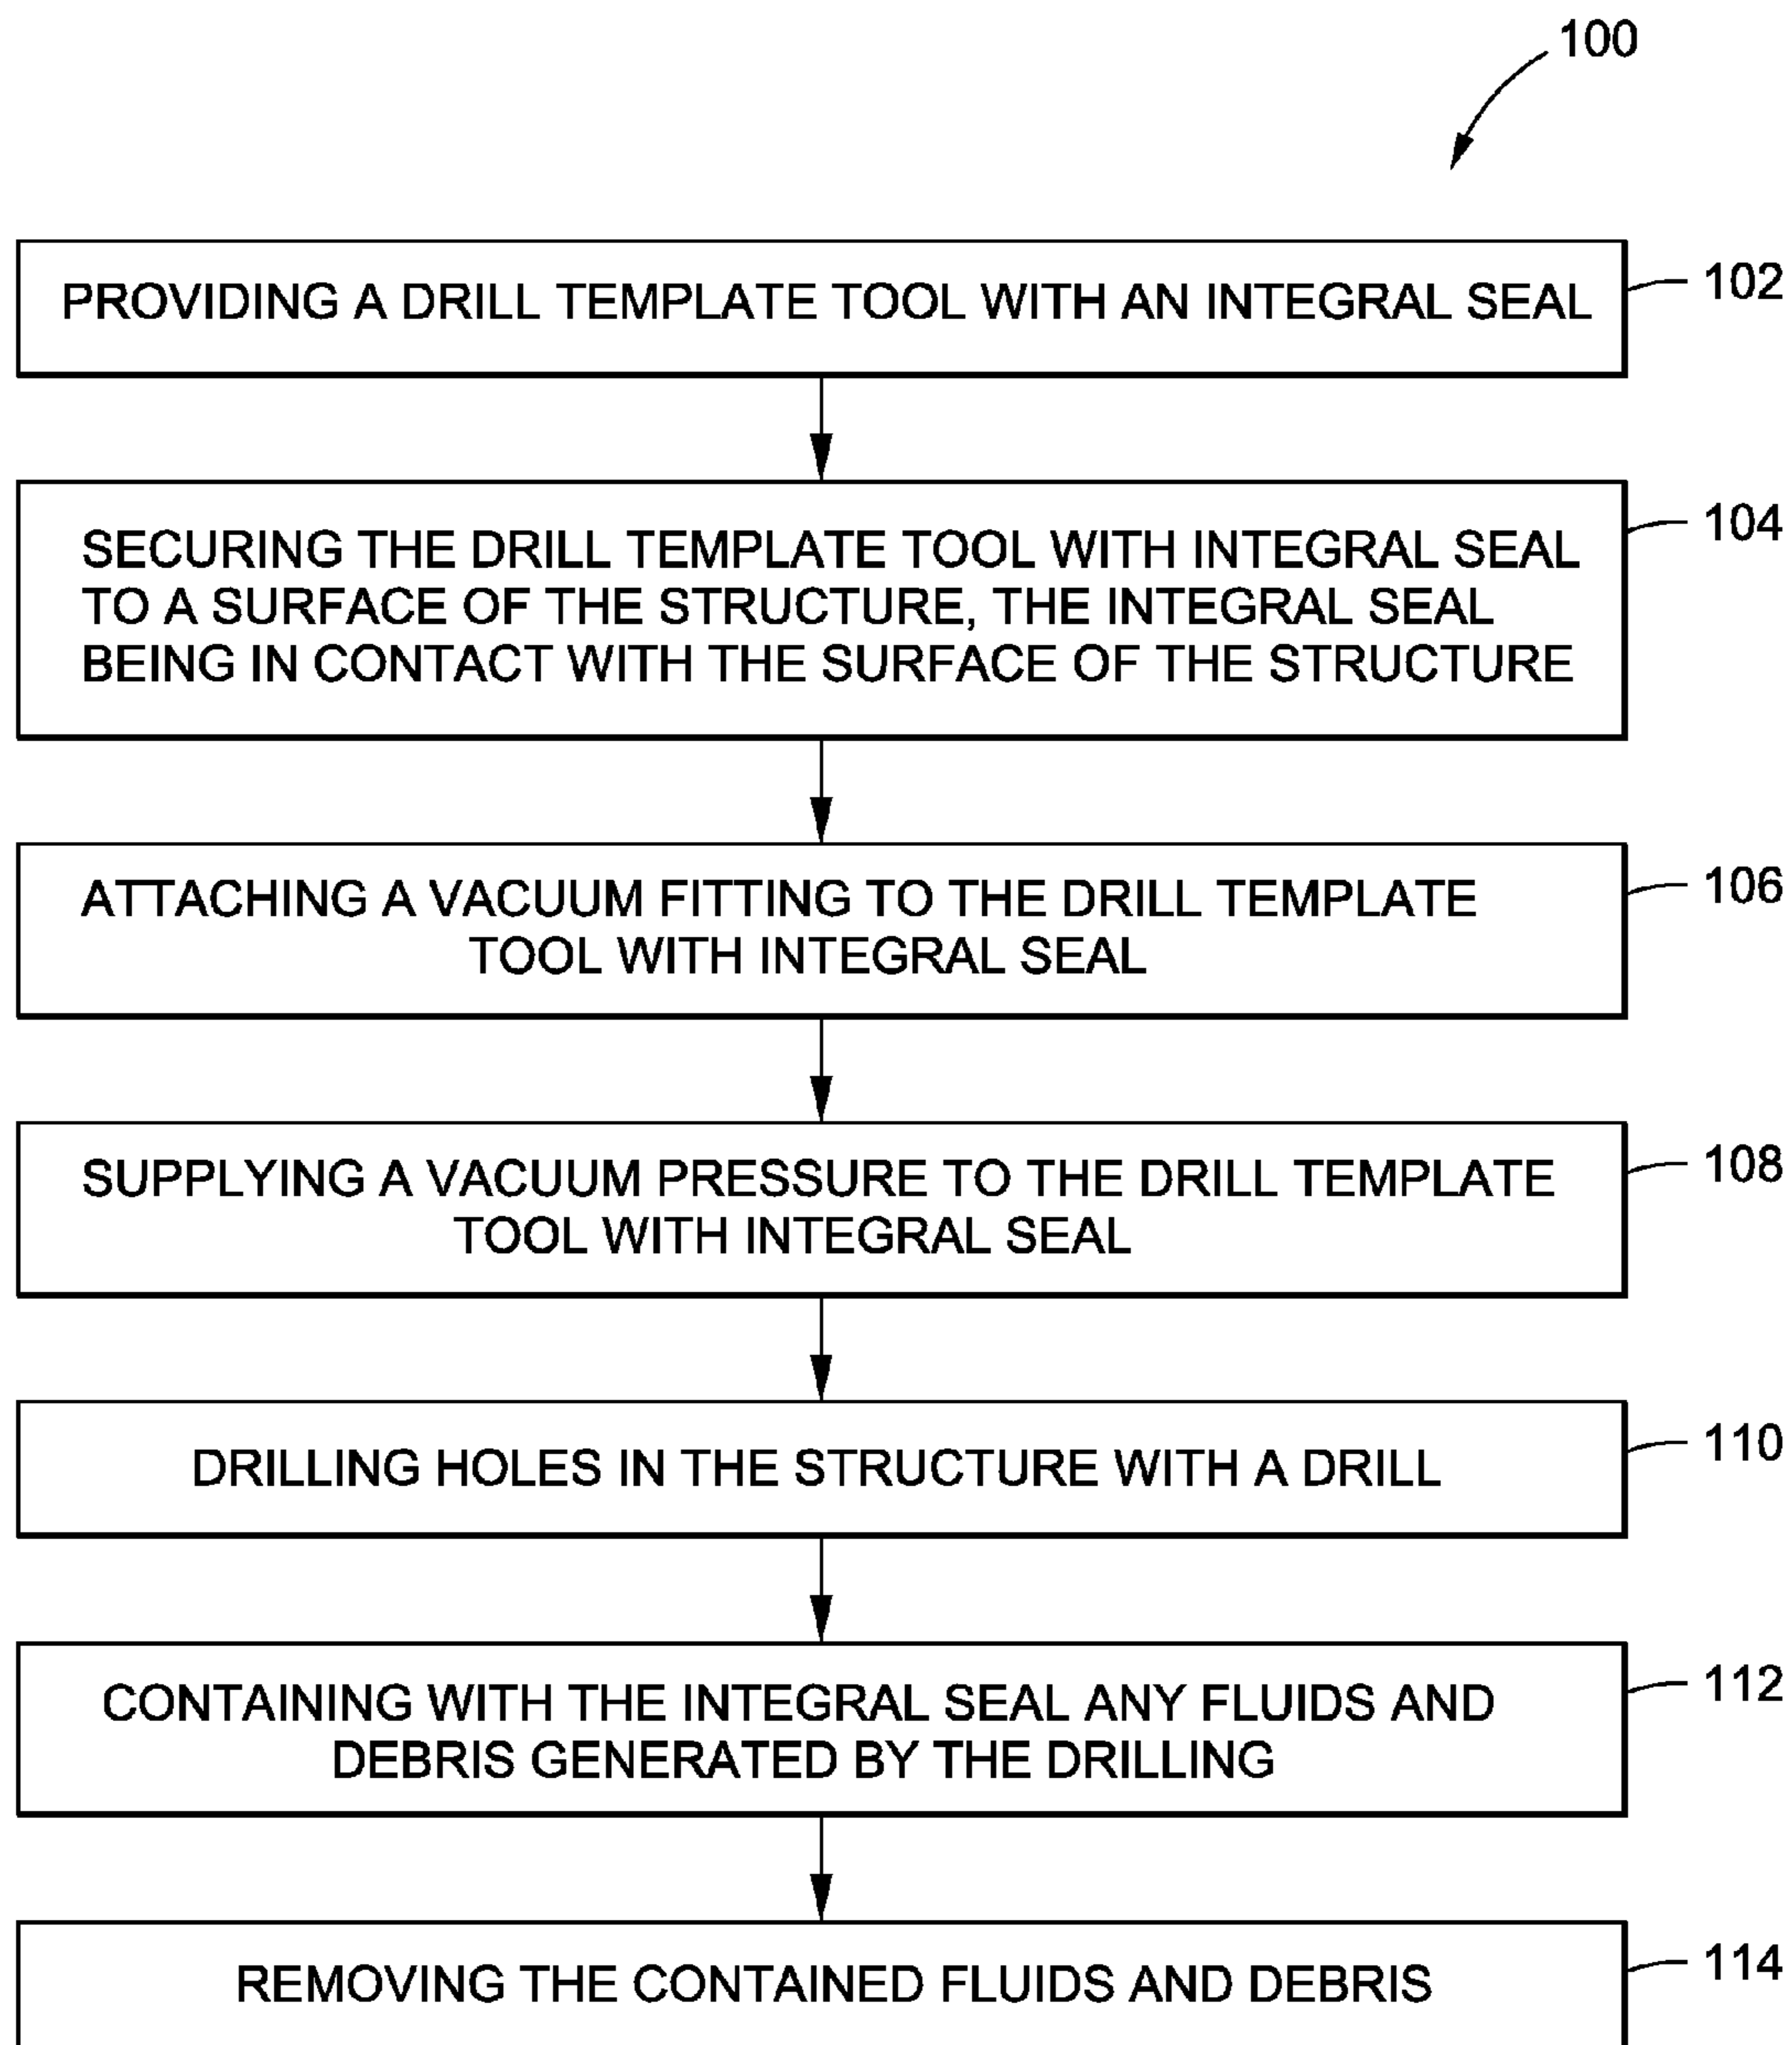 100
PROVIDING A DRILL TEMPLATE TOOL WITH AN INTEGRAL SEAL
102
SECURING THE DRILL TEMPLATE TOOL WITH INTEGRAL SEAL
TO A SURFACE OF THE STRUCTURE, THE INTEGRAL SEAL
BEING IN CONTACT WITH THE SURFACE OF THE STRUCTURE
104
ATTACHING A VACUUM FITTING TO THE DRILL TEMPLATE
TOOL WITH INTEGRAL SEAL
106
SUPPLYING A VACUUM PRESSURE TO THE DRILL TEMPLATE
TOOL WITH INTEGRAL SEAL
108
DRILLING HOLES IN THE STRUCTURE WITH A DRILL
110
CONTAINING WITH THE INTEGRAL SEAL ANY FLUIDS AND
DEBRIS GENERATED BY THE DRILLING
112
REMOVING THE CONTAINED FLUIDS AND DEBRIS
114